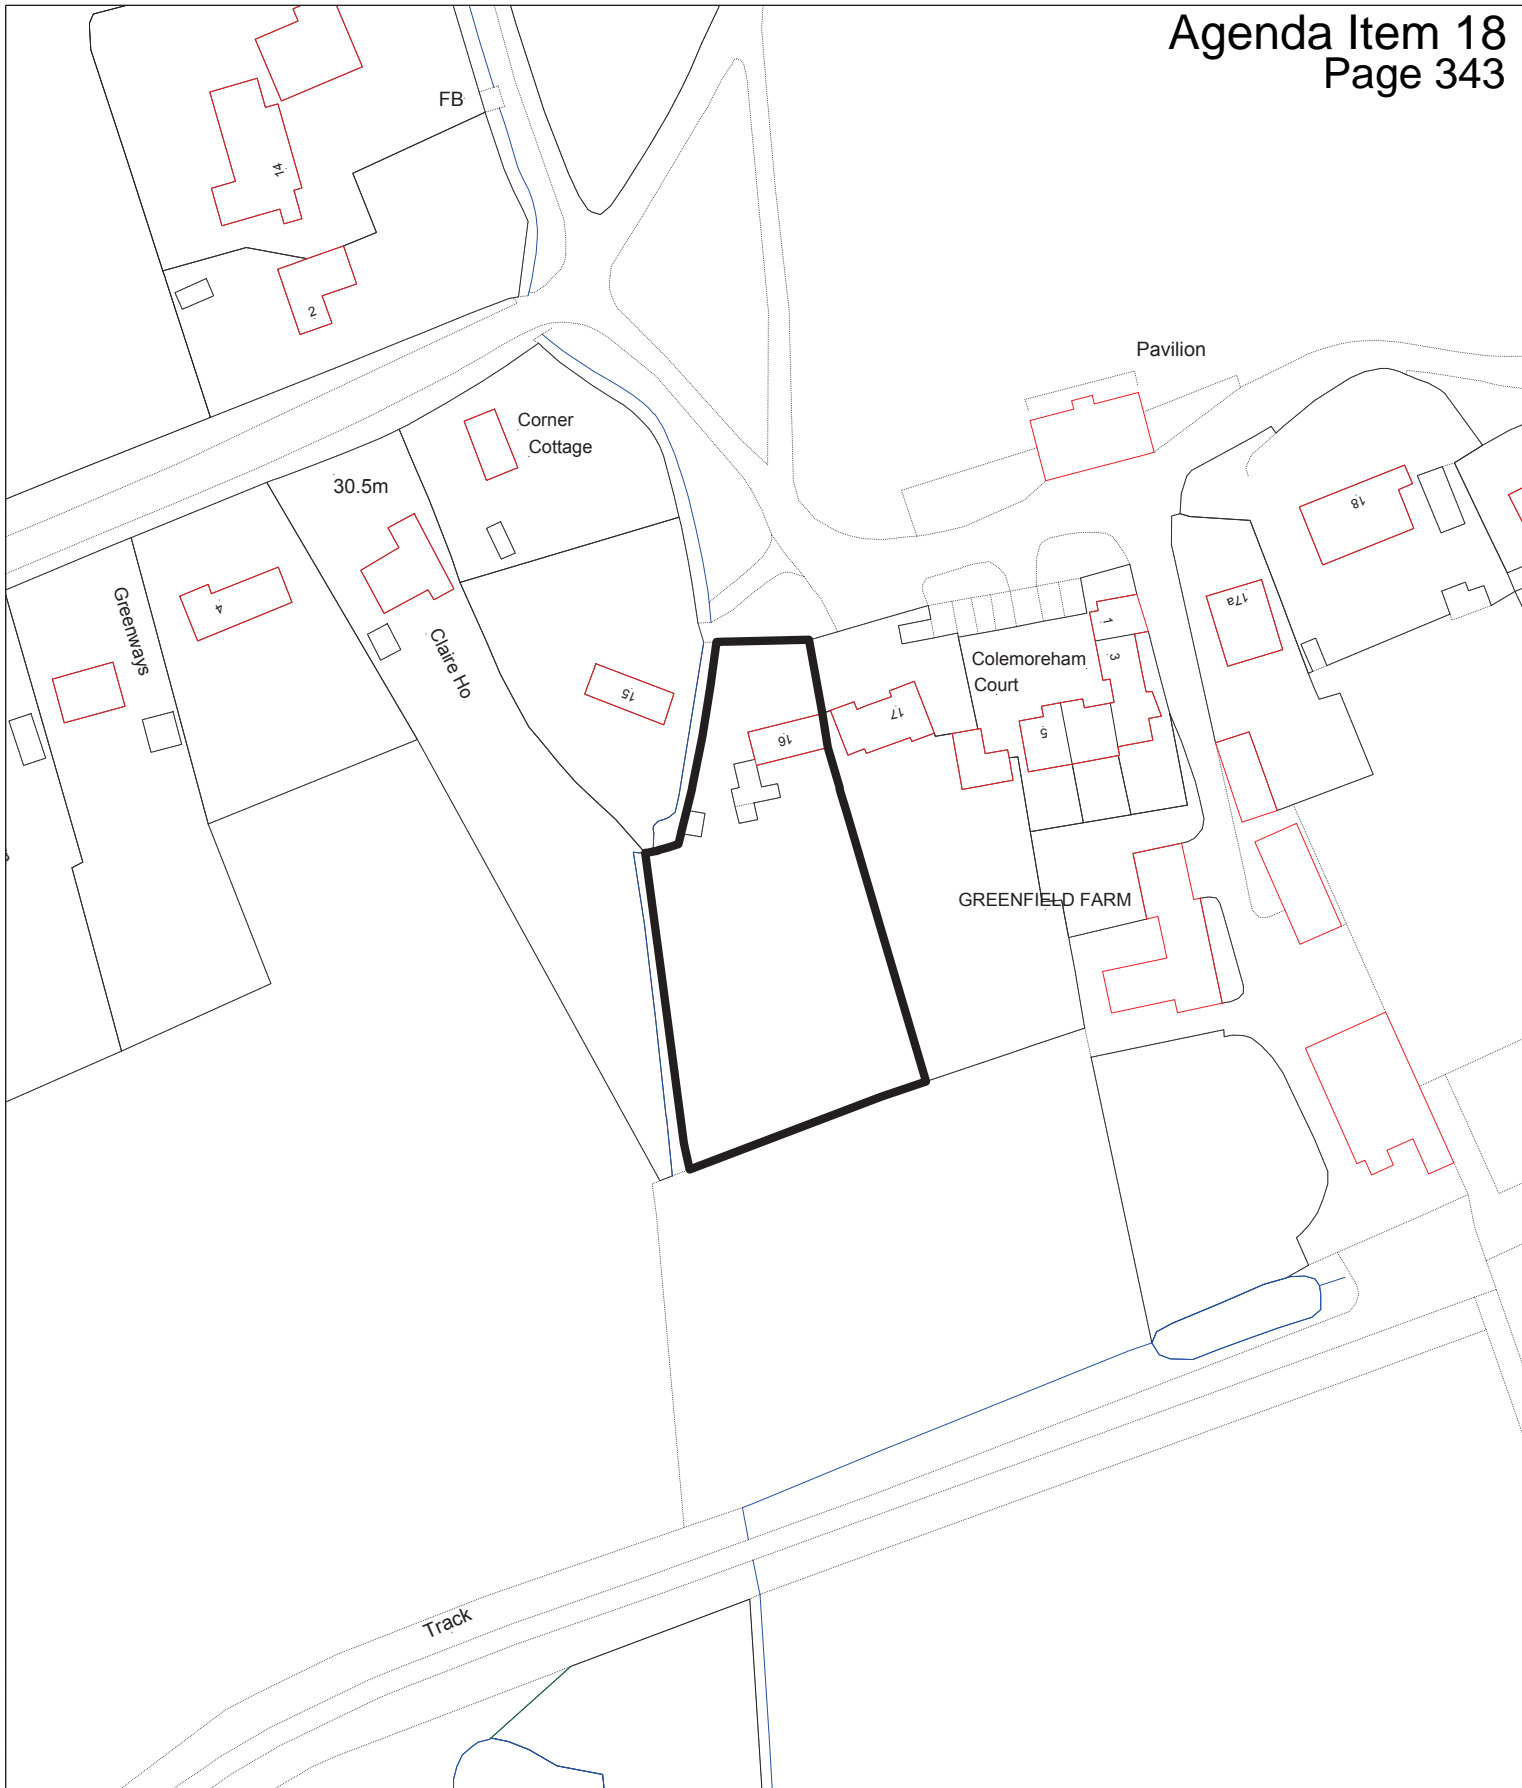 Agenda Item 18
Page 343
FB
14
2
Pavilion
Corner
Cottage
30.5m
18
17a
Greenways
4
Claire Ho
15
1
3
Colemoreham
Court
17
16
5
GREENFIELD FARM
Track